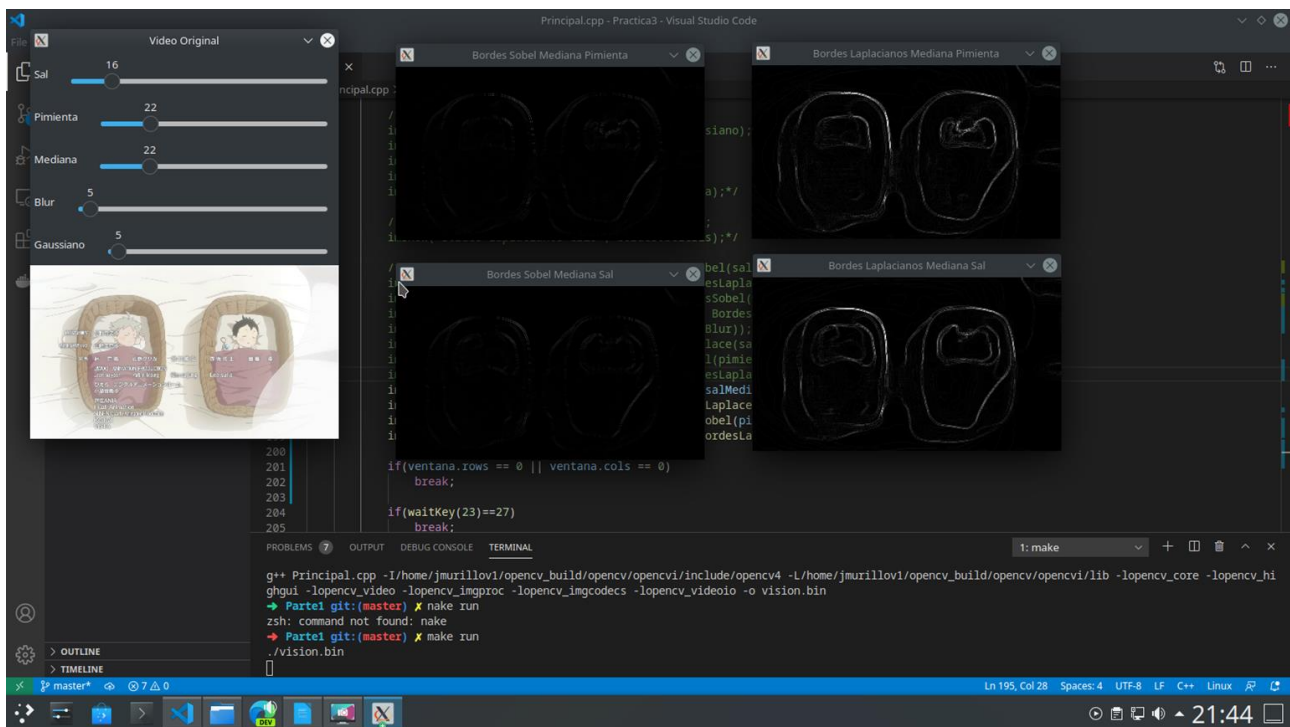 Principal.cpp - Practica3 - Visual Studio Code
File
Video Original
Sal
16
Pimienta
22
Mediana
22
Blur
5
Gaussiano
5
Bordes Sobel Mediana Pimienta
Bordes Laplacianos Mediana Pimienta
Bordes Sobel Mediana Sal
Bordes Laplacianos Mediana Sal
ncipal.cpp
siano);
a);*/
s);*/
bel(sal
esLapla
sSobel(
Bordes
Blur));
lace(sa
l(pimie
esLapla
salMedi
Laplace
obel(pi
ordesLa
200
201 if(ventana.rows == 0 || ventana.cols == 0)
202 break;
203
204 if(waitKey(23)==27)
205 break;
PROBLEMS 7 OUTPUT DEBUG CONSOLE TERMINAL 1: make
g++ Principal.cpp -I/home/jmurillov1/opencv_build/opencv/opencvi/include/opencv4 -L/home/jmurillov1/opencv_build/opencv/opencvi/lib -lopencv_core -lopencv_hi
ghgui -lopencv_video -lopencv_imgproc -lopencv_imgcodecs -lopencv_videoio -o vision.bin
➜ Parte1 git:(master) ✗ nake run
zsh: command not found: nake
➜ Parte1 git:(master) ✗ make run
./vision.bin
> OUTLINE
> TIMELINE
master* 7 0 Ln 195, Col 28 Spaces: 4 UTF-8 LF C++ Linux
DEV
21:44